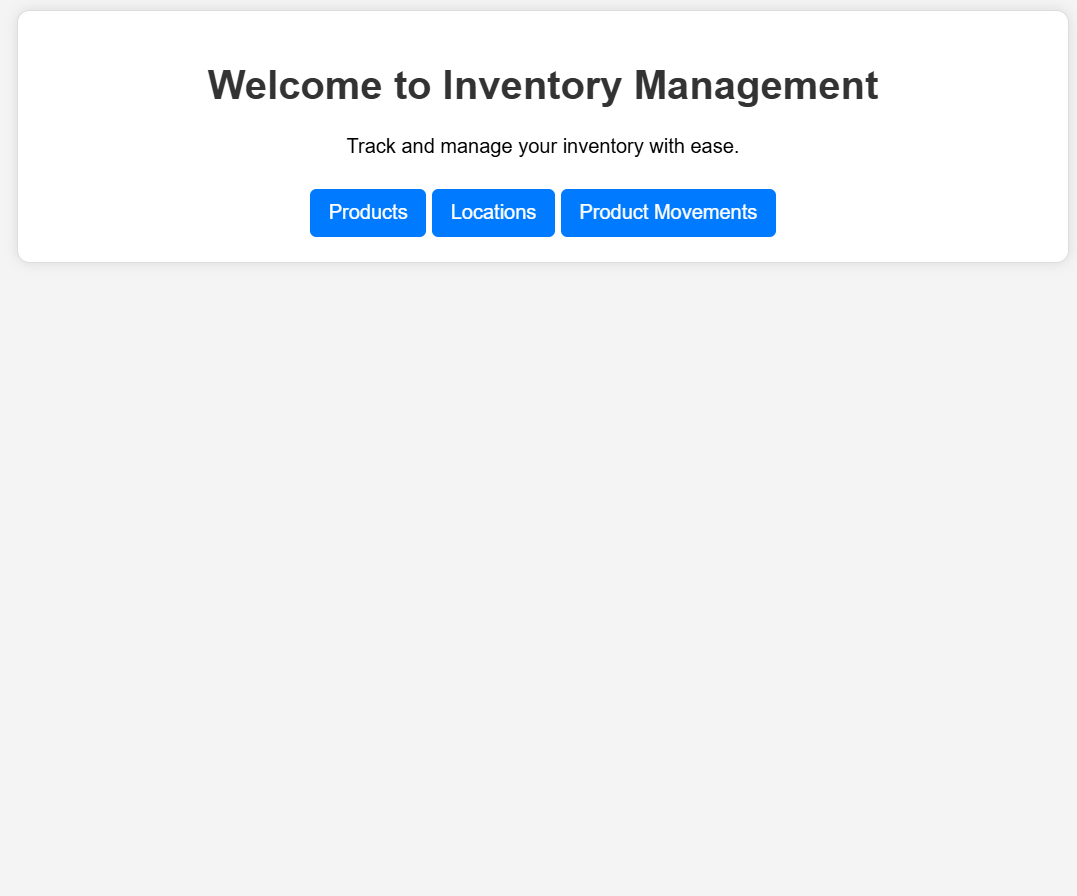 Welcome to Inventory Management
Track and manage your inventory with ease.
Products Locations Product Movements